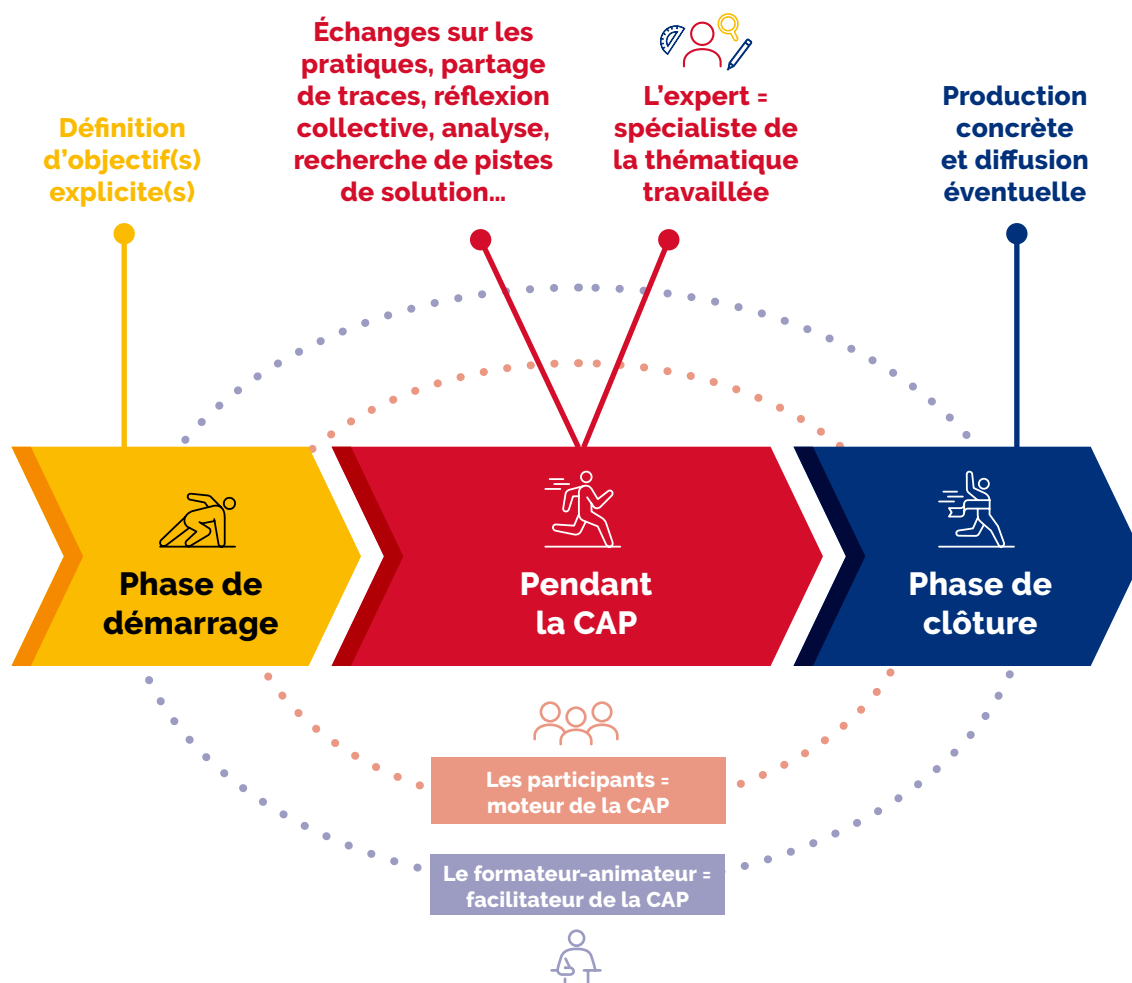 Définition
d'objectif(s)
explicite(s)
Échanges sur les
pratiques, partage
de traces, réflexion
collective, analyse,
recherche de pistes
de solution...
L'expert =
spécialiste de
la thématique
travaillée
Production
concrète
et diffusion
éventuelle
Phase de
démarrage
Pendant
la CAP
Phase de
clôture
Les participants =
moteur de la CAP
Le formateur-animateur =
facilitateur de la CAP